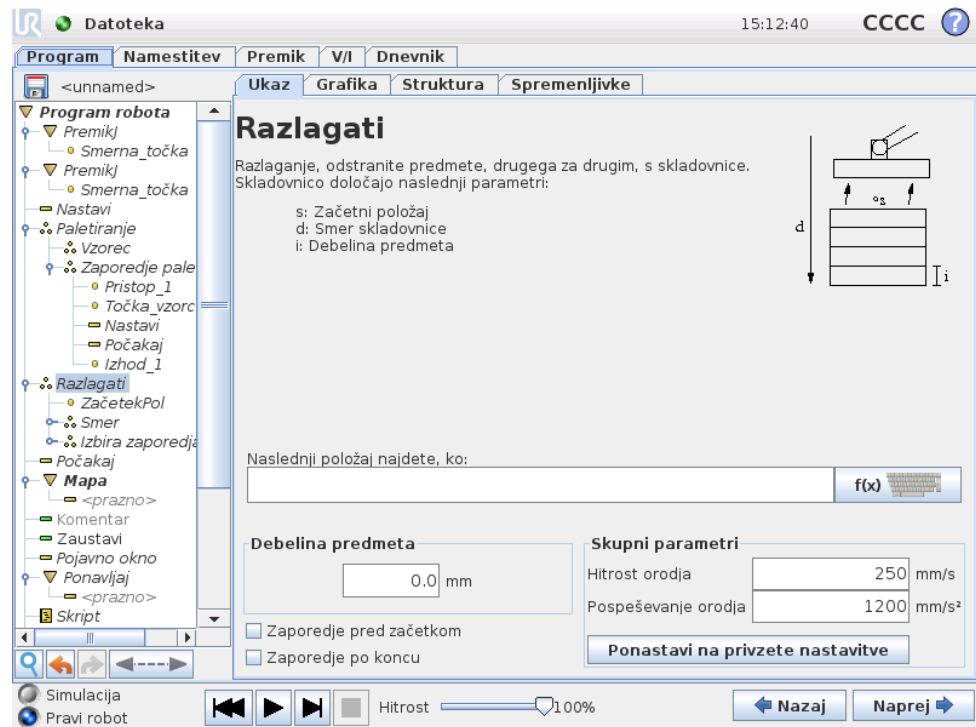 UR Datoteka 15:12:40 CCCC ?
Program Namestitev Premik V/I Dnevnik
<unnamed>
Ukaz Grafika Struktura Spremenljivke
Program robota
PremikJ
Smerna_točka
PremikJ
Smerna_točka
Nastavi
Paletiranje
Vzorec
Zaporedje pale
Pristop_1
Točka_vzorc
Nastavi
Počakaj
Izhod_1
Razlagati
ZačetekPol
Smer
Izbira zaporedja
Počakaj
Mapa
<prazno>
Komentar
Zaustavi
Pojavno okno
Ponavljaj
<prazno>
Skript
Razlagati
Razlaganje, odstranite predmete, drugega za drugim, s skladovnice.
Skladovnico določajo naslednji parametri:
s: Začetni položaj
d: Smer skladovnice
i: Debelina predmeta
s
d
i
Naslednji položaj najdete, ko:
f(x)
Debelina predmeta
0.0 mm
Zaporedje pred začetkom
Zaporedje po koncu
Skupni parametri
Hitrost orodja 250 mm/s
Pospeševanje orodja 1200 mm/s²
Ponastavi na privzete nastavitve
Simulacija
Pravi robot
Hitrost 100%
Nazaj Naprej